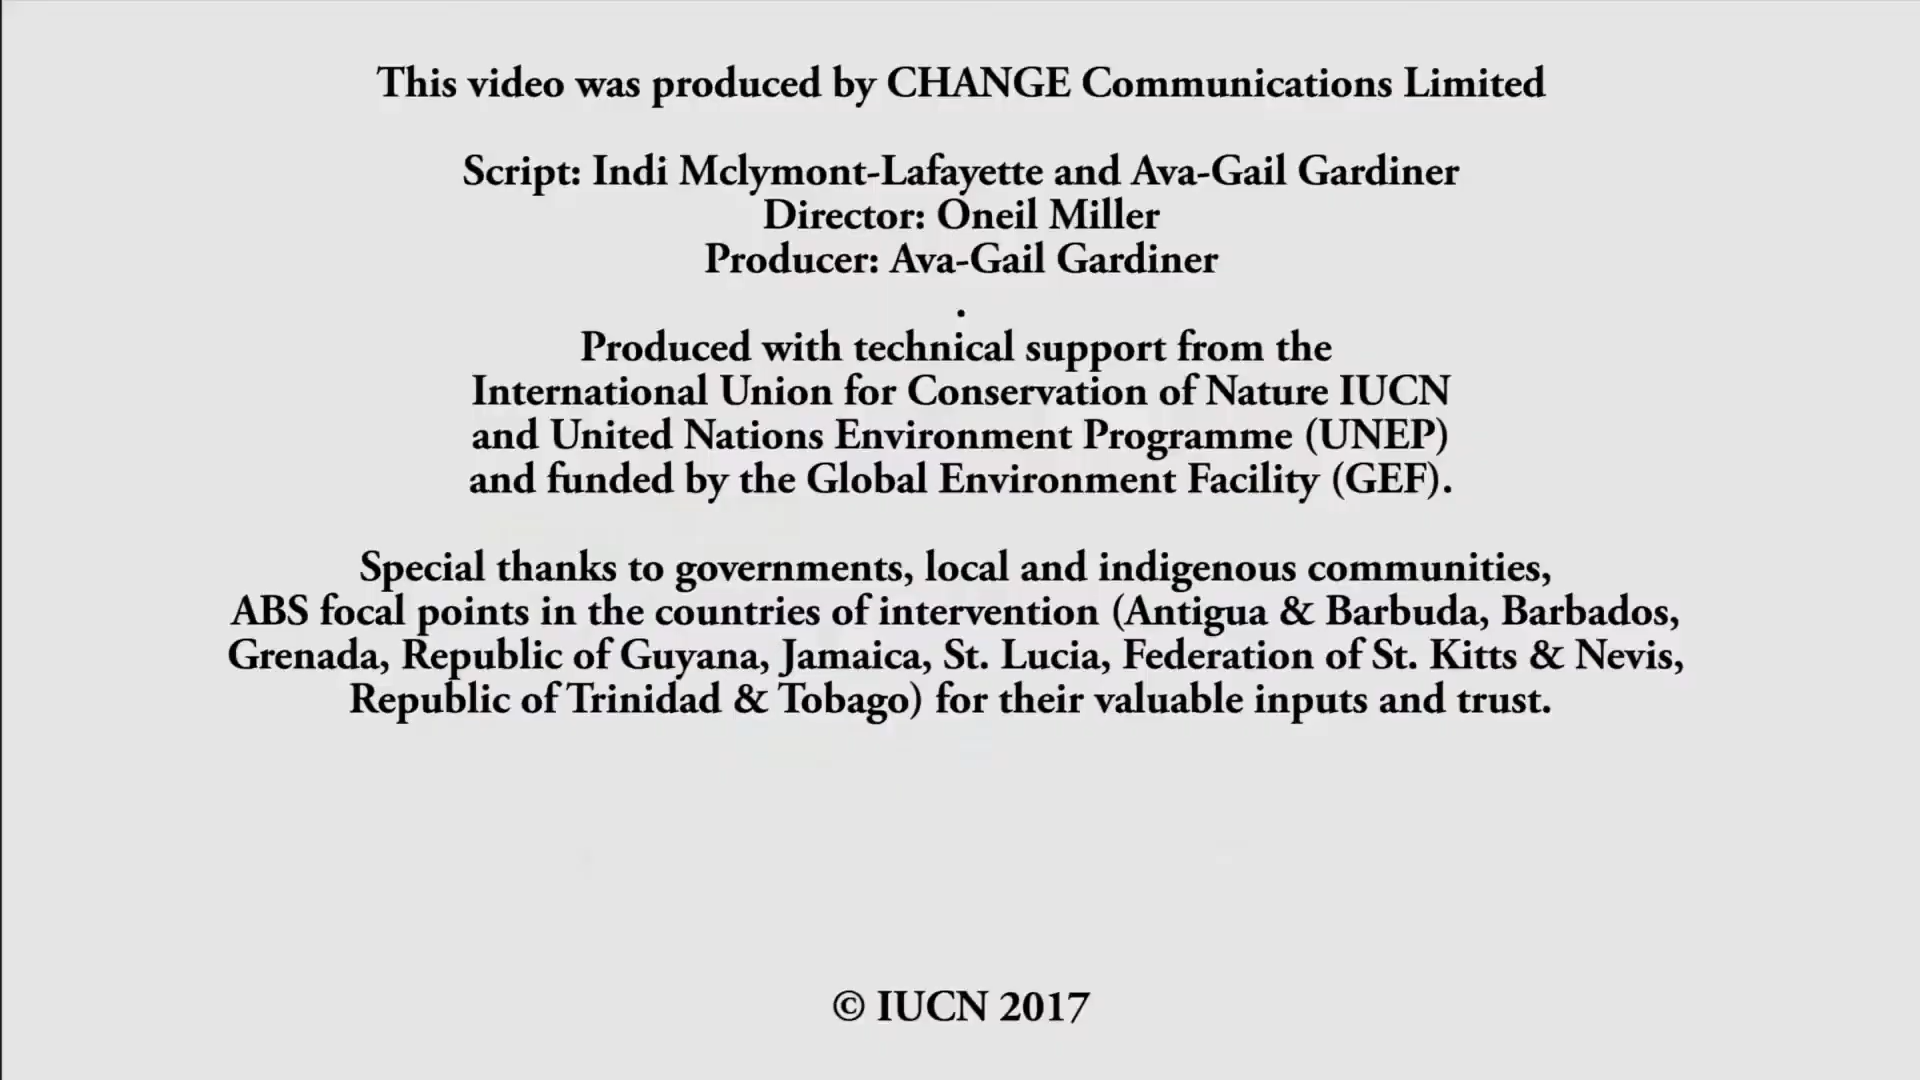 This video was produced by CHANGE Communications Limited
Script: Indi Mclymont-Lafayette and Ava-Gail Gardiner
Director: Oneil Miller
Producer: Ava-Gail Gardiner
.
Produced with technical support from the
International Union for Conservation of Nature IUCN
and United Nations Environment Programme (UNEP)
and funded by the Global Environment Facility (GEF).
Special thanks to governments, local and indigenous communities,
ABS focal points in the countries of intervention (Antigua & Barbuda, Barbados,
Grenada, Republic of Guyana, Jamaica, St. Lucia, Federation of St. Kitts & Nevis,
Republic of Trinidad & Tobago) for their valuable inputs and trust.
© IUCN 2017